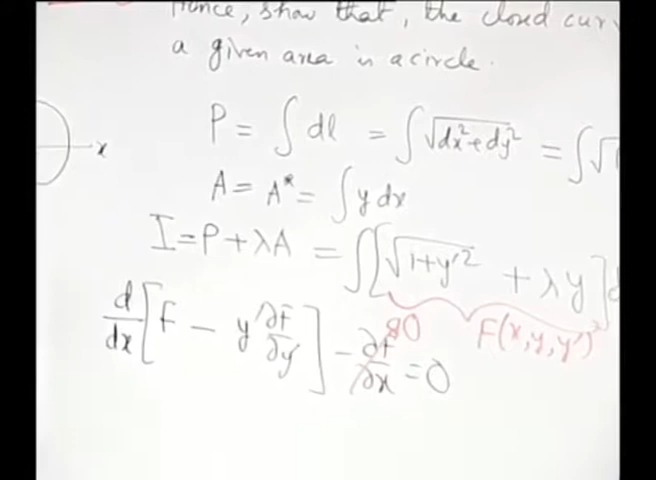 Hence, show that, the closed cur
a given area is a circle.
P = ∫ dl = ∫ √dx²+dy² = ∫√
x
A = A* = ∫ y dx
I = P + λA = ∫[√1+y'² + λy]d
F(x,y,y')
d/dx [F - y' ∂F/∂y] - ∂F/∂x = 0